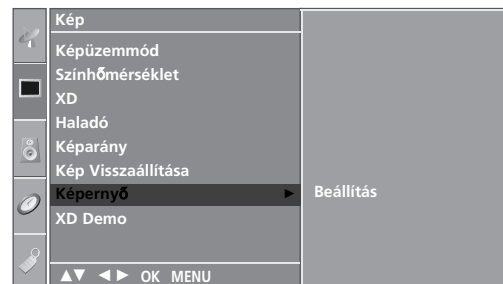 Kép
Képüzemmód
Színhőmérséklet
XD
Haladó
Képarány
Kép Visszaállítása
Képernyő ► Beállítás
XD Demo
▲▼ ◄► OK MENU